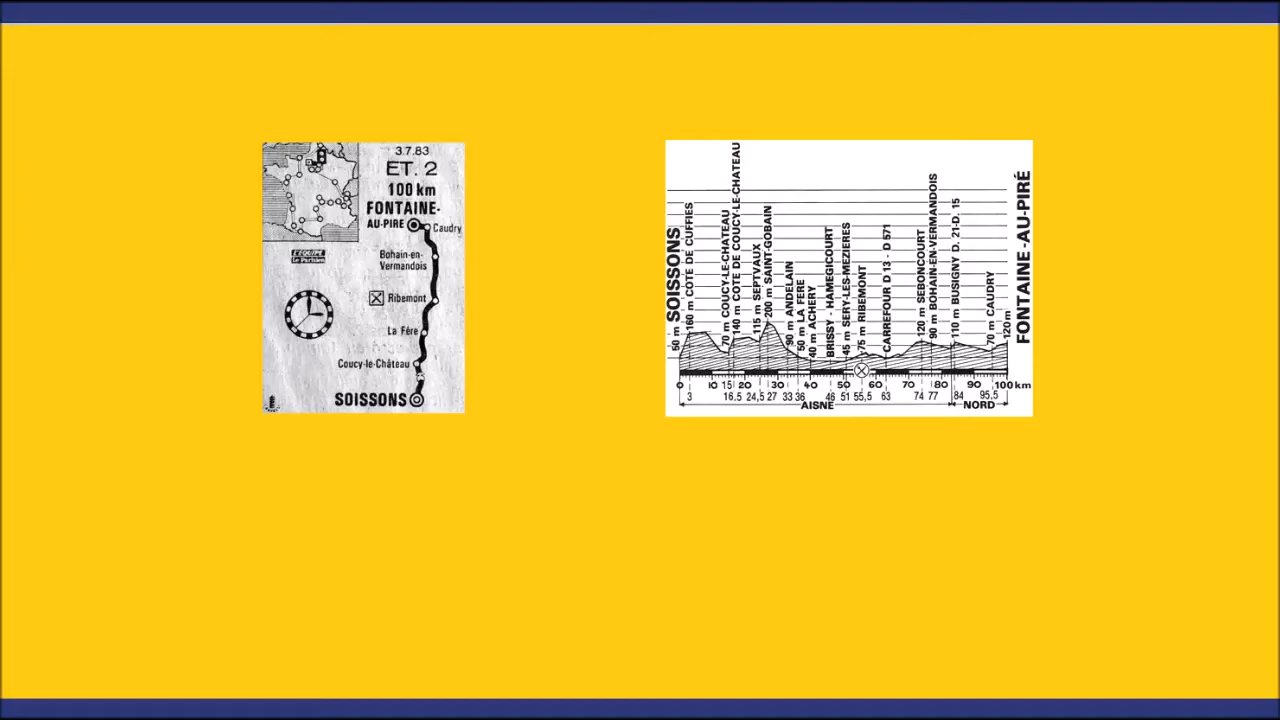 3.7.83
ET. 2
100 km
FONTAINE-
AU-PIRE
Caudry
Bohain-en-
Vermandois
L'EQUIPE
Le Parisien
Ribemont
La Fère
Coucy-le-Château
SOISSONS
50 m SOISSONS
160 m COTE DE CUFFIES
70 m COUCY-LE-CHATEAU
140 m COTE DE COUCY-LE-CHATEAU
115 m SEPTVAUX
200 m SAINT-GOBAIN
90 m ANDELAIN
50 m LA FERE
40 m ACHERY
BRISSY - HAMEGICOURT
45 m SERY-LES-MEZIERES
75 m RIBEMONT
CARREFOUR D 13 - D 571
120 m SEBONCOURT
90 m BOHAIN-EN-VERMANDOIS
110 m BUSIGNY D. 21-D. 15
70 m CAUDRY
120 m FONTAINE-AU-PIRÉ
0 10 15 20 30 40 50 60 70 80 90 100 km
3 16.5 24,5 27 33 36 46 51 55,5 63 74 77 84 95,5
AISNE NORD